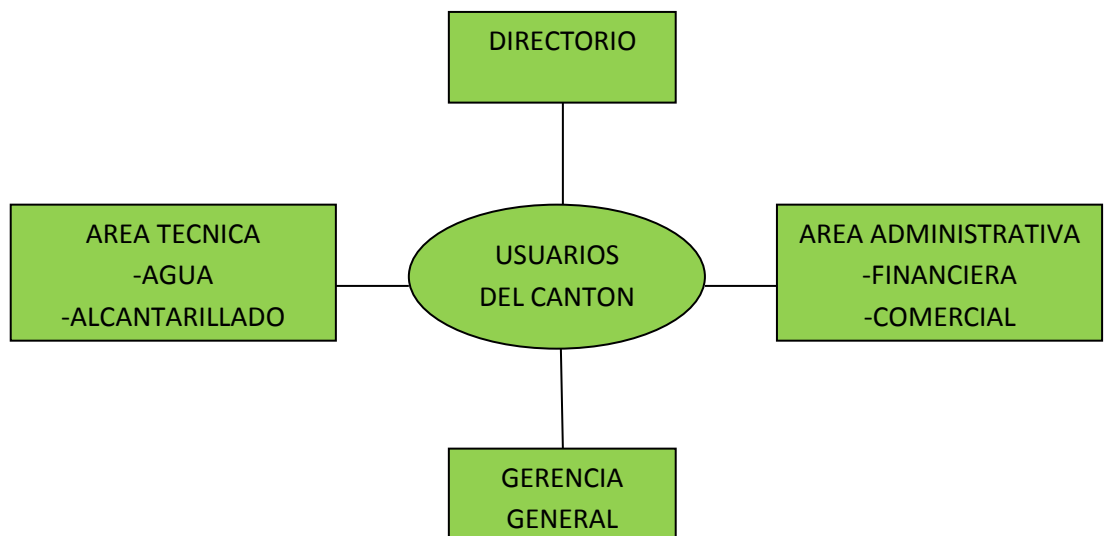 DIRECTORIO
AREA TECNICA
-AGUA
-ALCANTARILLADO
USUARIOS
DEL CANTON
AREA ADMINISTRATIVA
-FINANCIERA
-COMERCIAL
GERENCIA
GENERAL